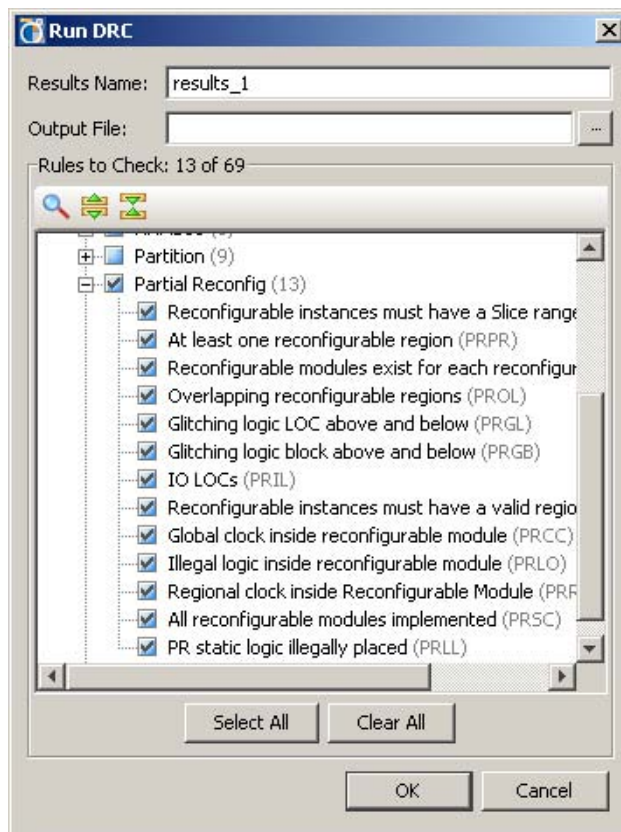 Run DRC
Results Name: results_1
Output File: ...
Rules to Check: 13 of 69
Partition (9)
Partial Reconfig (13)
Reconfigurable instances must have a Slice range
At least one reconfigurable region (PRPR)
Reconfigurable modules exist for each reconfigur
Overlapping reconfigurable regions (PROL)
Glitching logic LOC above and below (PRGL)
Glitching logic block above and below (PRGB)
IO LOCs (PRIL)
Reconfigurable instances must have a valid regio
Global clock inside reconfigurable module (PRCC)
Illegal logic inside reconfigurable module (PRLO)
Regional clock inside Reconfigurable Module (PRR
All reconfigurable modules implemented (PRSC)
PR static logic illegally placed (PRLL)
Select All Clear All
OK Cancel